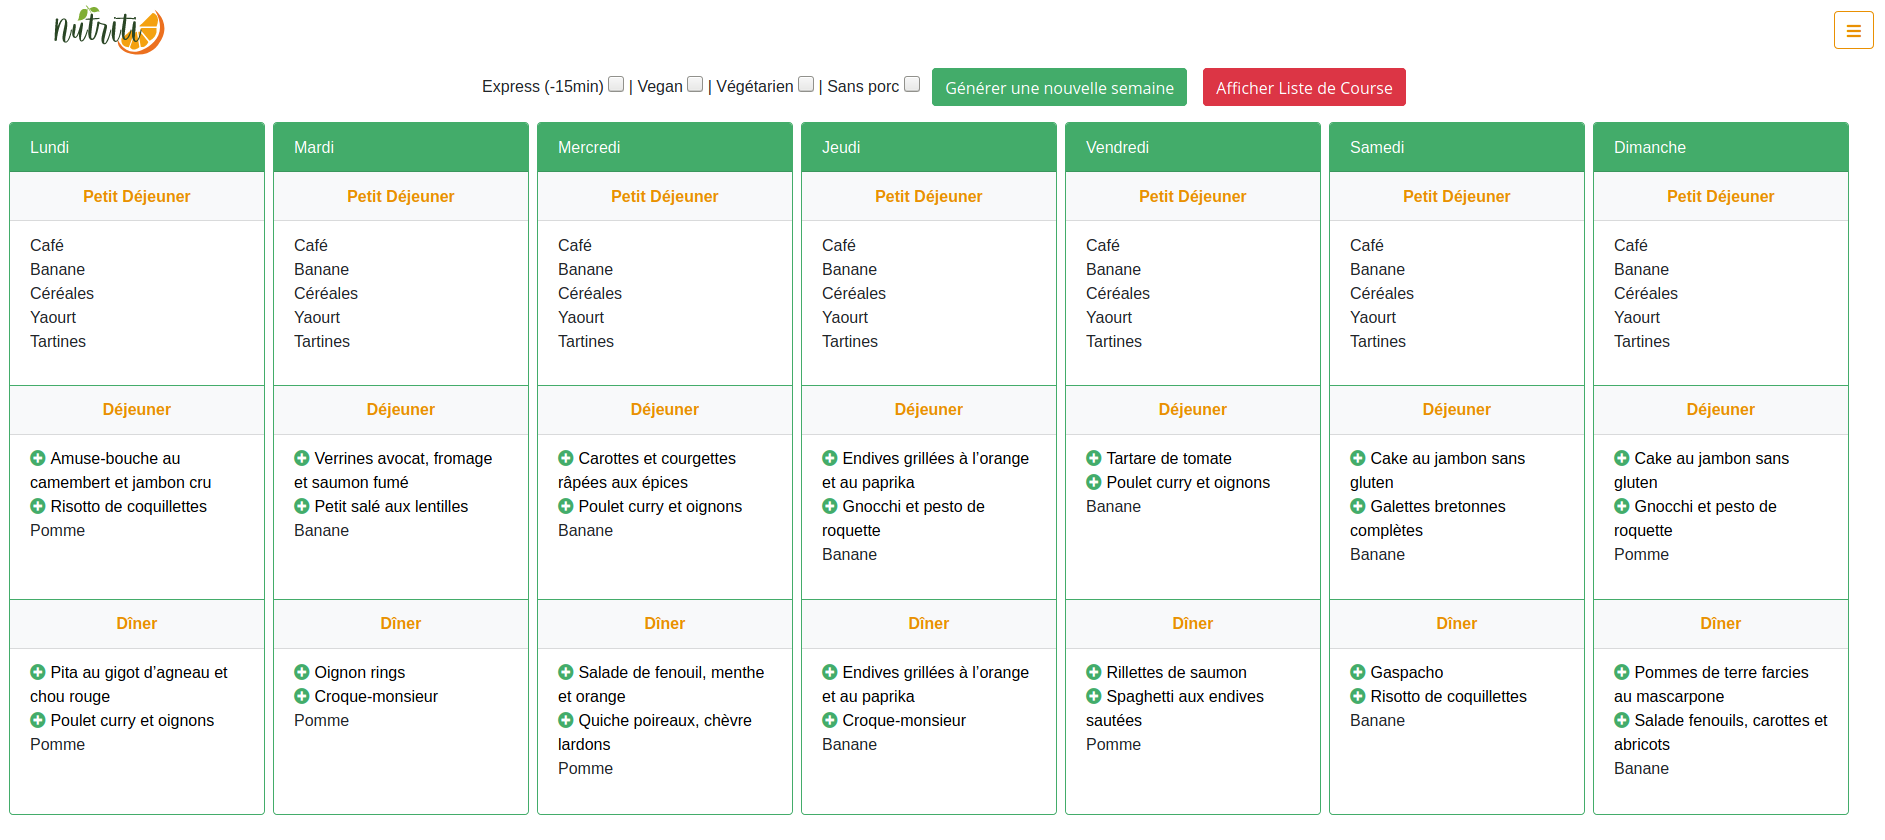 nutriti
Express (-15min) | Vegan | Végétarien | Sans porc Générer une nouvelle semaine Afficher Liste de Course
Lundi
Petit Déjeuner
Café
Banane
Céréales
Yaourt
Tartines
Déjeuner
Amuse-bouche au
camembert et jambon cru
Risotto de coquillettes
Pomme
Dîner
Pita au gigot d’agneau et
chou rouge
Poulet curry et oignons
Pomme
Mardi
Petit Déjeuner
Café
Banane
Céréales
Yaourt
Tartines
Déjeuner
Verrines avocat, fromage
et saumon fumé
Petit salé aux lentilles
Banane
Dîner
Oignon rings
Croque-monsieur
Pomme
Mercredi
Petit Déjeuner
Café
Banane
Céréales
Yaourt
Tartines
Déjeuner
Carottes et courgettes
râpées aux épices
Poulet curry et oignons
Banane
Dîner
Salade de fenouil, menthe
et orange
Quiche poireaux, chèvre
lardons
Pomme
Jeudi
Petit Déjeuner
Café
Banane
Céréales
Yaourt
Tartines
Déjeuner
Endives grillées à l’orange
et au paprika
Gnocchi et pesto de
roquette
Banane
Dîner
Endives grillées à l’orange
et au paprika
Croque-monsieur
Banane
Vendredi
Petit Déjeuner
Café
Banane
Céréales
Yaourt
Tartines
Déjeuner
Tartare de tomate
Poulet curry et oignons
Banane
Dîner
Rillettes de saumon
Spaghetti aux endives
sautées
Pomme
Samedi
Petit Déjeuner
Café
Banane
Céréales
Yaourt
Tartines
Déjeuner
Cake au jambon sans
gluten
Galettes bretonnes
complètes
Banane
Dîner
Gaspacho
Risotto de coquillettes
Banane
Dimanche
Petit Déjeuner
Café
Banane
Céréales
Yaourt
Tartines
Déjeuner
Cake au jambon sans
gluten
Gnocchi et pesto de
roquette
Pomme
Dîner
Pommes de terre farcies
au mascarpone
Salade fenouils, carottes et
abricots
Banane